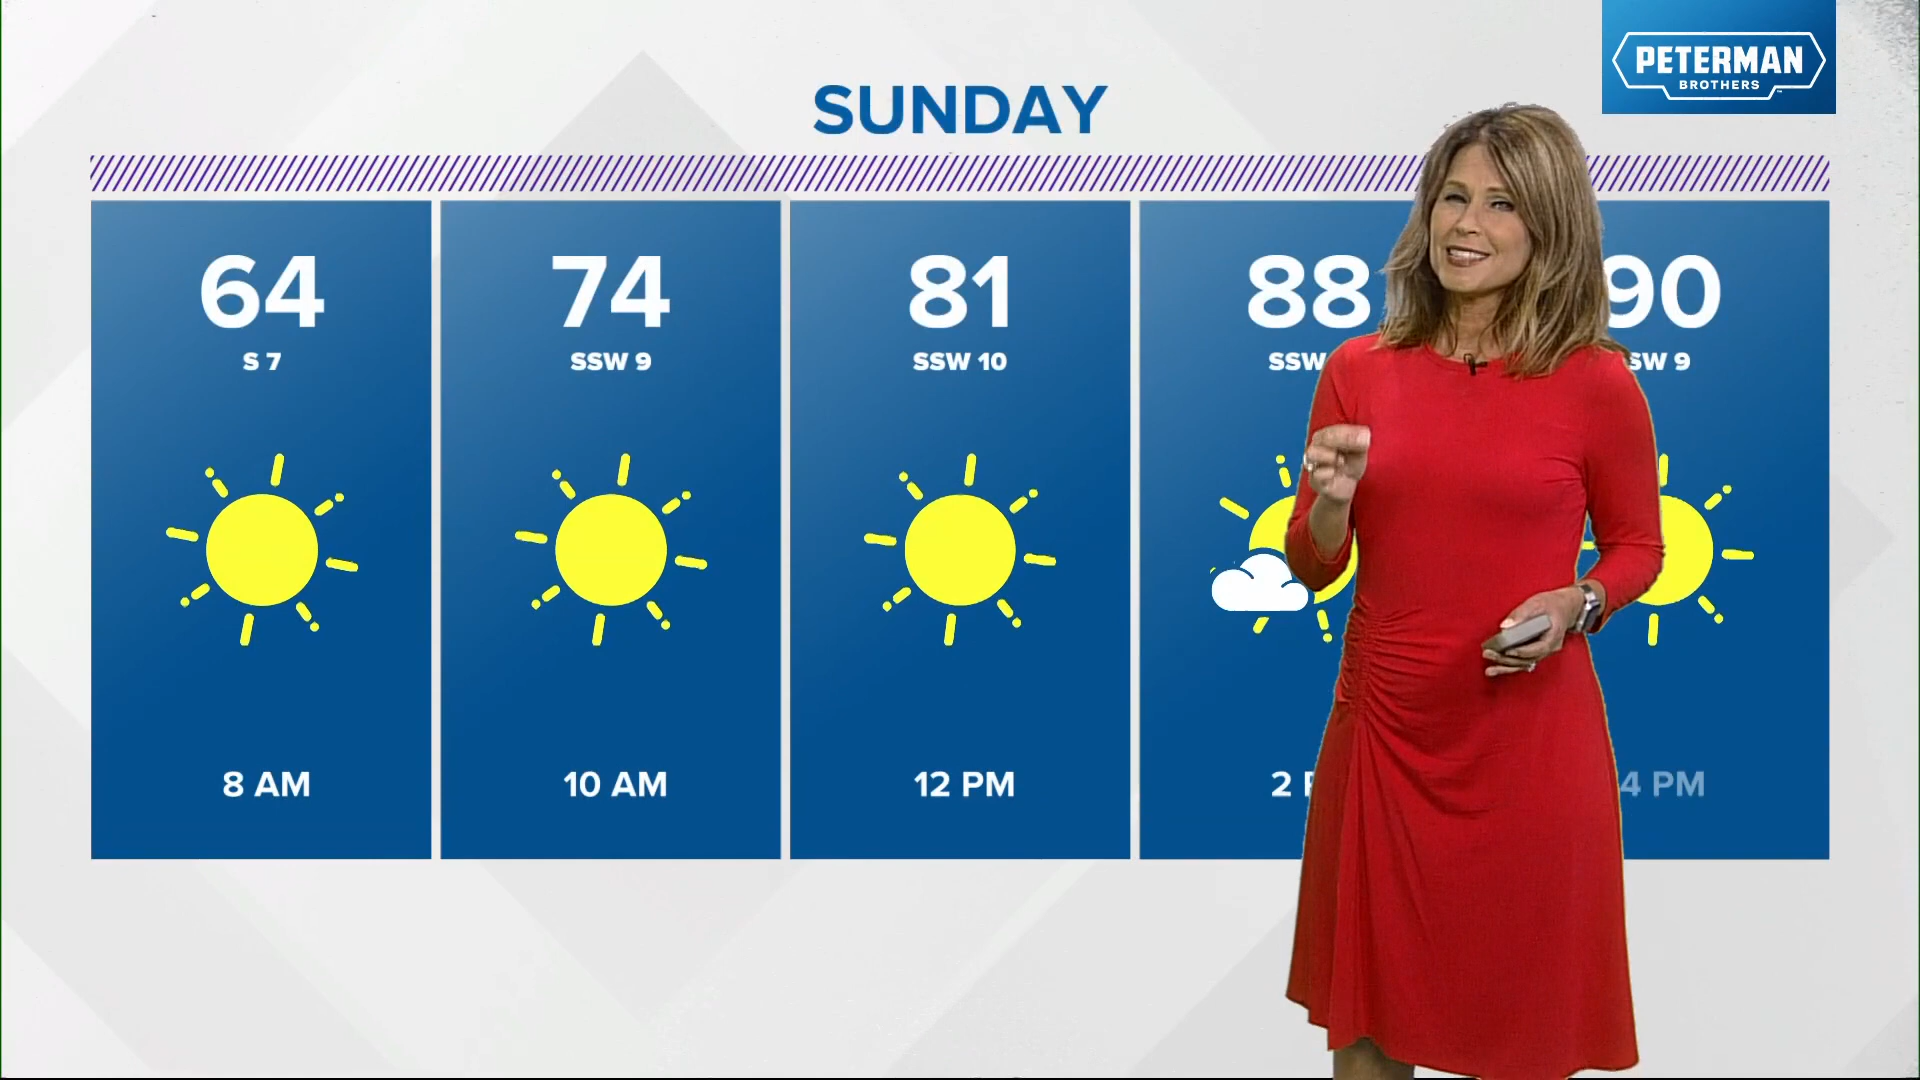 PETERMAN
BROTHERS
SUNDAY
64
S 7
8 AM
74
SSW 9
10 AM
81
SSW 10
12 PM
88
SSW
2
90
SW 9
4 PM